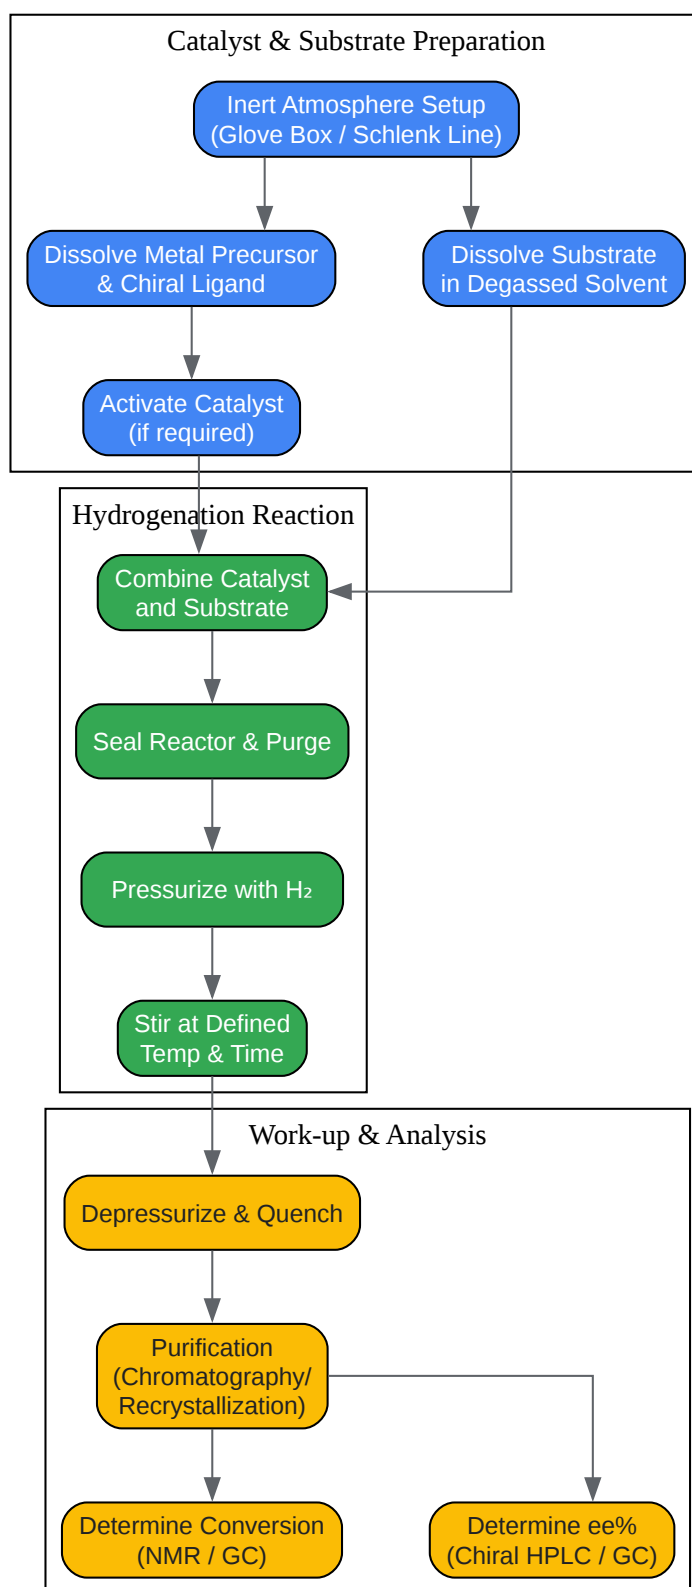 Catalyst & Substrate Preparation
Inert Atmosphere Setup
(Glove Box / Schlenk Line)
Dissolve Metal Precursor
& Chiral Ligand
Dissolve Substrate
in Degassed Solvent
Activate Catalyst
(if required)
Hydrogenation Reaction
Combine Catalyst
and Substrate
Seal Reactor & Purge
Pressurize with H₂
Stir at Defined
Temp & Time
Work-up & Analysis
Depressurize & Quench
Purification
(Chromatography/
Recrystallization)
Determine Conversion
(NMR / GC)
Determine ee%
(Chiral HPLC / GC)